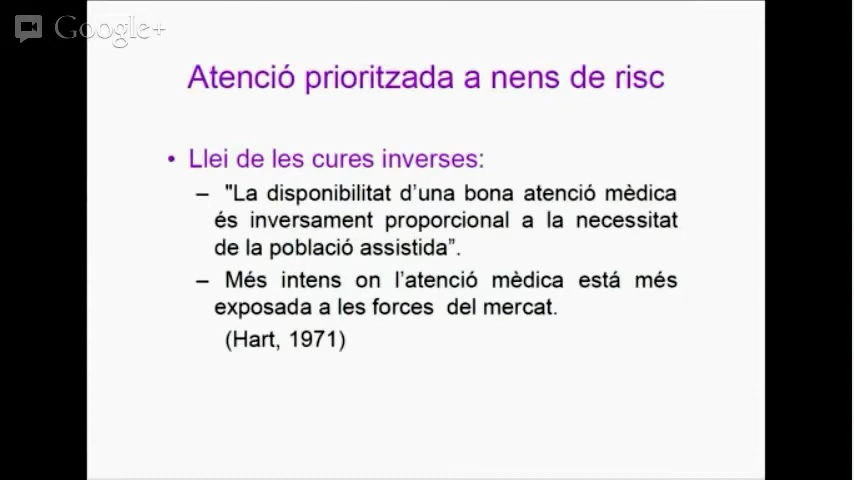 Google+
Atenció prioritzada a nens de risc
• Llei de les cures inverses:
– "La disponibilitat d’una bona atenció mèdica
és inversament proporcional a la necessitat
de la població assistida”.
– Més intens on l’atenció mèdica está més
exposada a les forces del mercat.
(Hart, 1971)